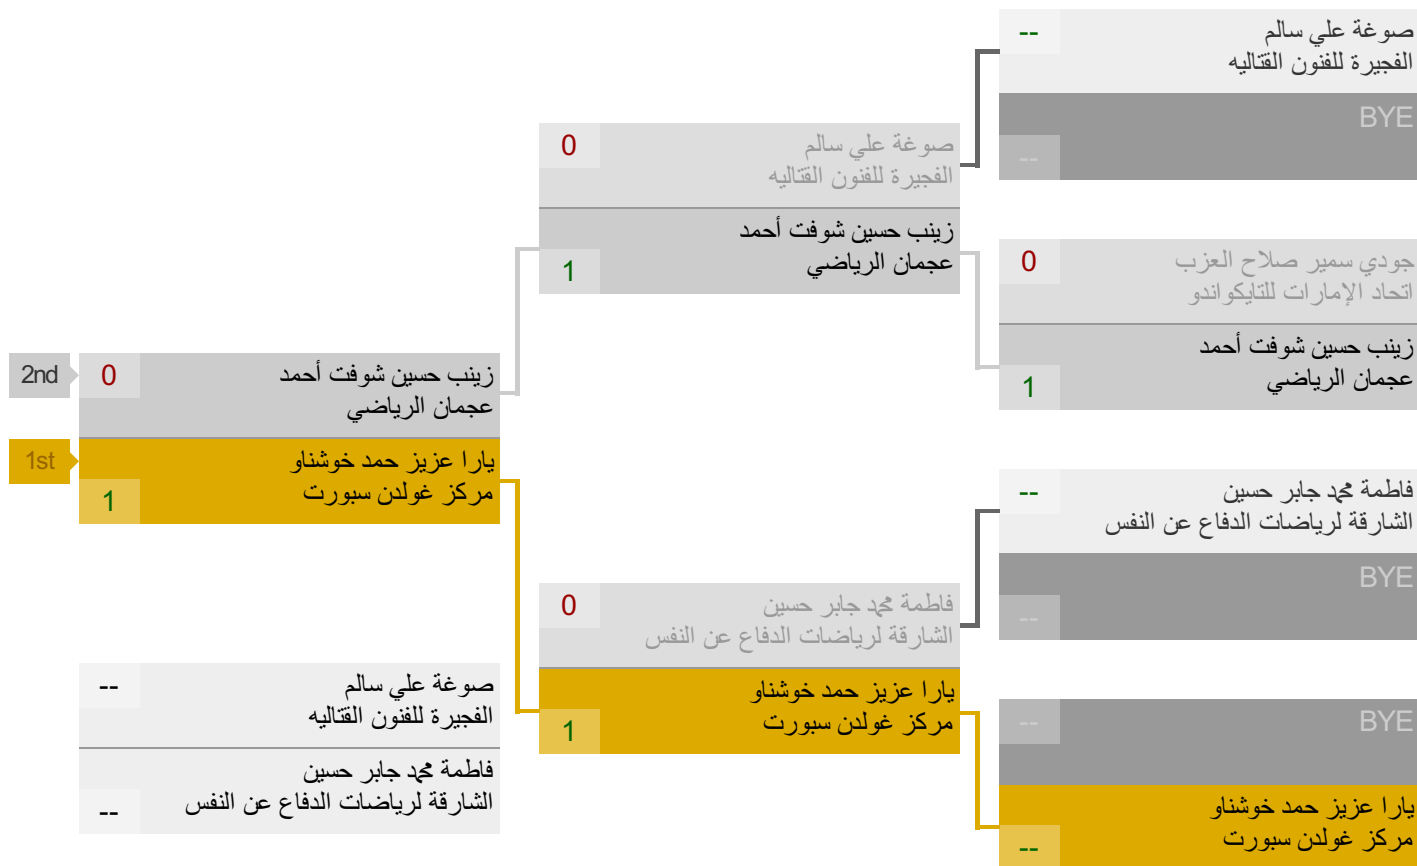 صوغة علي سالم
الفجيرة للفنون القتاليه
--
BYE
--
جودي سمير صلاح العزب
اتحاد الإمارات للتايكواندو
0
زينب حسين شوفت أحمد
عجمان الرياضي
1
فاطمة محمد جابر حسين
الشارقة لرياضات الدفاع عن النفس
--
BYE
--
BYE
--
يارا عزيز حمد خوشناو
مركز غولدن سبورت
--
صوغة علي سالم
الفجيرة للفنون القتاليه
0
زينب حسين شوفت أحمد
عجمان الرياضي
1
فاطمة محمد جابر حسين
الشارقة لرياضات الدفاع عن النفس
0
يارا عزيز حمد خوشناو
مركز غولدن سبورت
1
زينب حسين شوفت أحمد
عجمان الرياضي
0
2nd
يارا عزيز حمد خوشناو
مركز غولدن سبورت
1
1st
صوغة علي سالم
الفجيرة للفنون القتاليه
--
فاطمة محمد جابر حسين
الشارقة لرياضات الدفاع عن النفس
--